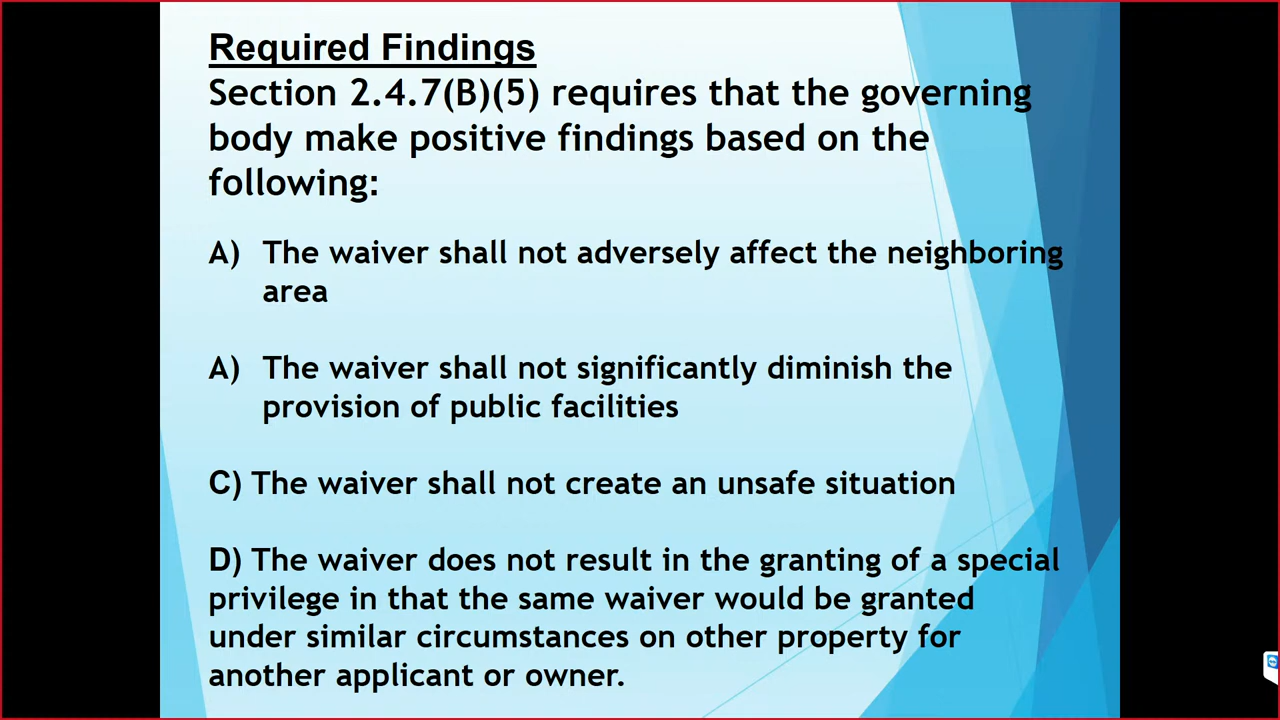 Required Findings
Section 2.4.7(B)(5) requires that the governing
body make positive findings based on the
following:
A) The waiver shall not adversely affect the neighboring
area
A) The waiver shall not significantly diminish the
provision of public facilities
C) The waiver shall not create an unsafe situation
D) The waiver does not result in the granting of a special
privilege in that the same waiver would be granted
under similar circumstances on other property for
another applicant or owner.